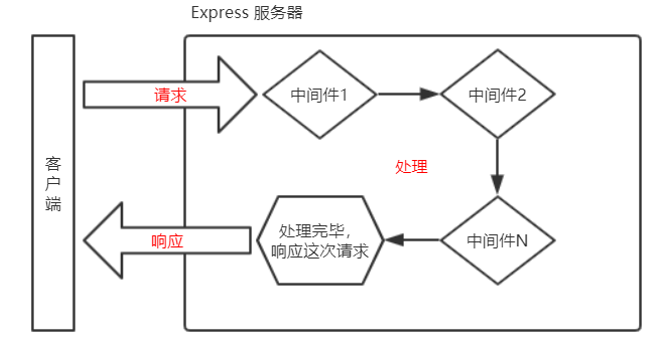 Express 服务器
客户端
请求
中间件1
中间件2
处理
响应
处理完毕，
响应这次请求
中间件N